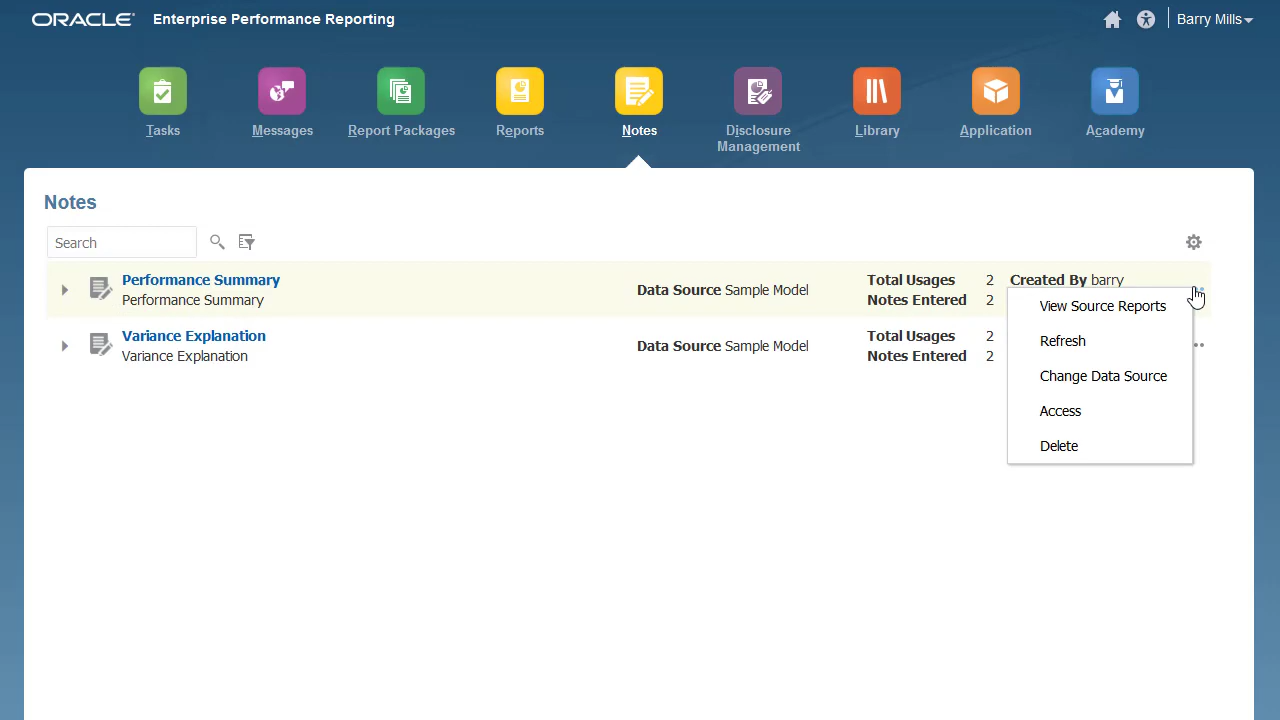 ORACLE Enterprise Performance Reporting
Barry Mills
Tasks
Messages
Report Packages
Reports
Notes
Disclosure
Management
Library
Application
Academy
Notes
Search
Performance Summary
Performance Summary
Data Source Sample Model
Total Usages 2
Notes Entered 2
Created By barry
Variance Explanation
Variance Explanation
Data Source Sample Model
Total Usages 2
Notes Entered 2
View Source Reports
Refresh
Change Data Source
Access
Delete